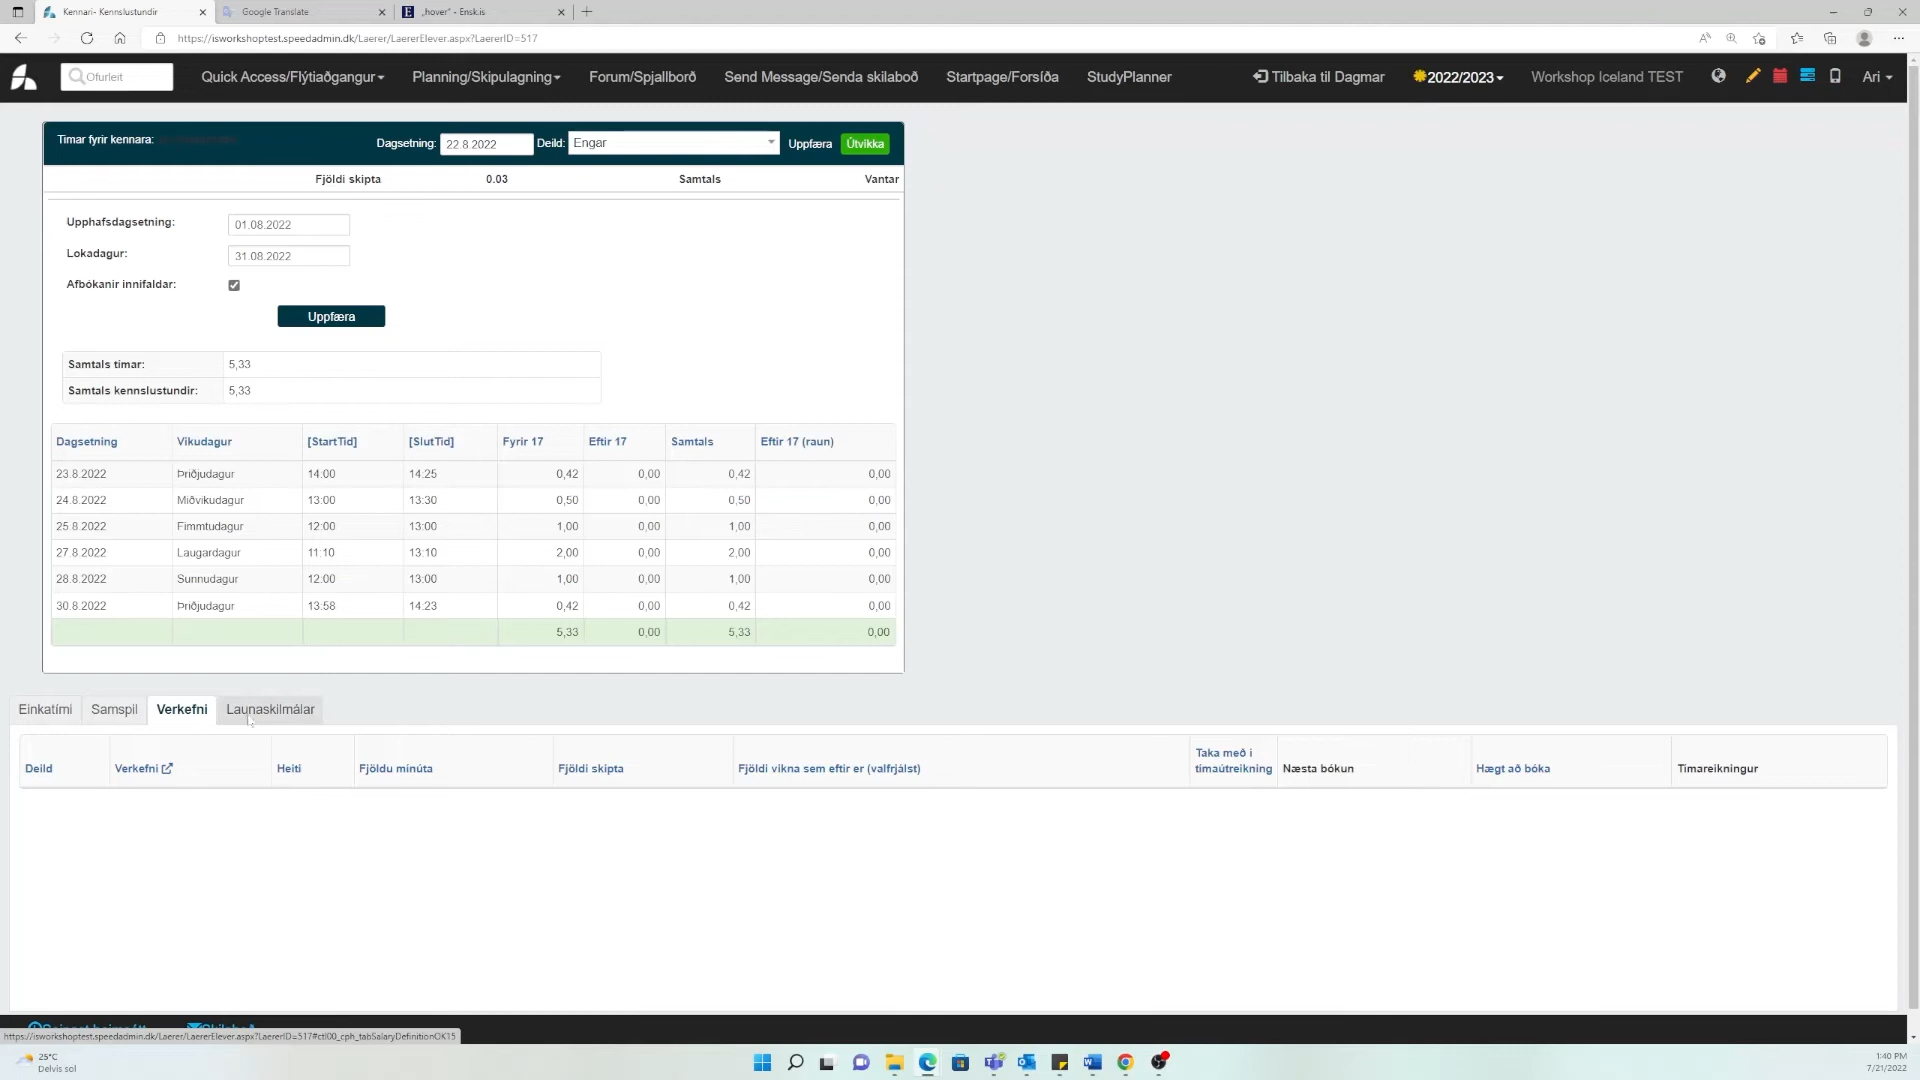 Kennari- Kennslustundir
Google Translate
„hover“ - Ensk.is
https://isworkshoptest.speedadmin.dk/Laerer/LaererElever.aspx?LaererID=517
Ofurleit
Quick Access/Flýtiaðgangur
Planning/Skipulagning
Forum/Spjallborð
Send Message/Senda skilaboð
Startpage/Forsíða
StudyPlanner
Tilbaka til Dagmar
2022/2023
Workshop Iceland TEST
Ari
Tímar fyrir kennara:
Dagsetning: 22.8 2022 Deild: Engar Uppfæra Útvikka
Fjöldi skipta 0.03 Samtals Vantar
Upphafsdagsetning: 01.08.2022
Lokadagur: 31.08.2022
Afbókanir innifaldar:
Uppfæra
Samtals tímar: 5,33
Samtals kennslustundir: 5,33
Dagsetning Vikudagur [StartTid] [SlutTid] Fyrir 17 Eftir 17 Samtals Eftir 17 (raun)
23.8.2022 Þriðjudagur 14:00 14:25 0,42 0,00 0,42 0,00
24.8.2022 Miðvikudagur 13:00 13:30 0,50 0,00 0,50 0,00
25.8.2022 Fimmtudagur 12:00 13:00 1,00 0,00 1,00 0,00
27.8.2022 Laugardagur 11:10 13:10 2,00 0,00 2,00 0,00
28.8.2022 Sunnudagur 12:00 13:00 1,00 0,00 1,00 0,00
30.8.2022 Þriðjudagur 13:58 14:23 0,42 0,00 0,42 0,00
5,33 0,00 5,33 0,00
Einkatími Samspil Verkefni Launaskilmálar
Deild Verkefni Heiti Fjöldu mínúta Fjöldi skipta Fjöldi vikna sem eftir er (valfrjálst) Taka með í tímaútreikning Næsta bókun Hægt að bóka Tímareikningur
https://isworkshoptest.speedadmin.dk/Laerer/LaererElever.aspx?LaererID=517#ctl00_cph_tabSalaryDefinitionOK15
25°C
Delvis sol
1:40 PM
7/21/2022